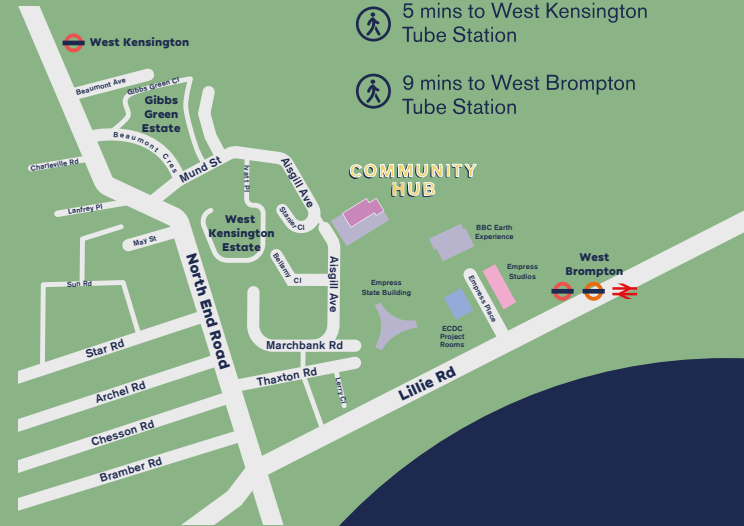 5 mins to West Kensington
Tube Station
9 mins to West Brompton
Tube Station
West Kensington
Beaumont Ave
Gibbs Green Cl
Gibbs
Green
Estate
Beaumont Cres
Charleville Rd
Mund St
Lanfrey Pl
May St
Ivatt Pl
Aisgill Ave
Stanier Cl
West
Kensington
Estate
COMMUNITY
HUB
BBC Earth
Experience
West
Brompton
Bellamy Cl
Aisgill Ave
Empress
State Building
Empress
Studios
Empress Place
ECDC
Project
Rooms
Sun Rd
North End Road
Star Rd
Marchbank Rd
Thaxton Rd
Lerry Cl
Lillie Rd
Archel Rd
Chesson Rd
Bramber Rd